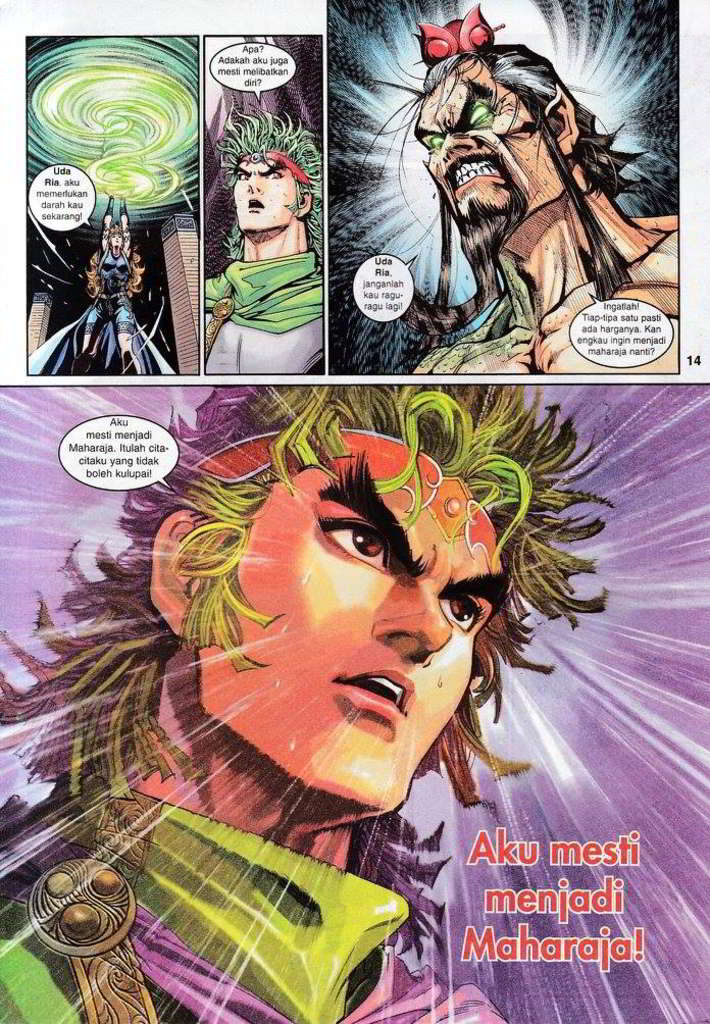 Uda
Ria, aku
memerlukan
darah kau
sekarang!
Apa?
Adakah aku juga
mesti melibatkan
diri?
Uda
Ria,
janganlah
kau ragu-
ragu lagi!
Ingatlah!
Tiap-tipa satu pasti
ada harganya. Kan
engkau ingin menjadi
maharaja nanti?
14
Aku
mesti menjadi
Maharaja. Itulah cita-
citaku yang tidak
boleh kulupai!
Aku mesti
menjadi
Maharaja!